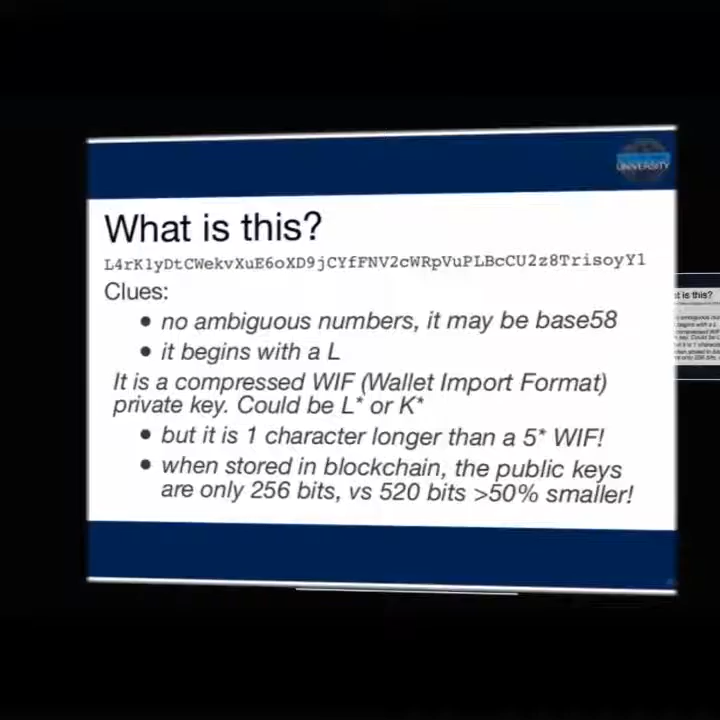 UNIVERSITY
What is this?
L4rK1yDtCWekvXuE6oXD9jCYfFNV2cWRpVuPLBcCU2z8TrisoyY1
Clues:
• no ambiguous numbers, it may be base58
• it begins with a L
It is a compressed WIF (Wallet Import Format)
private key. Could be L* or K*
• but it is 1 character longer than a 5* WIF!
• when stored in blockchain, the public keys
are only 256 bits, vs 520 bits >50% smaller!